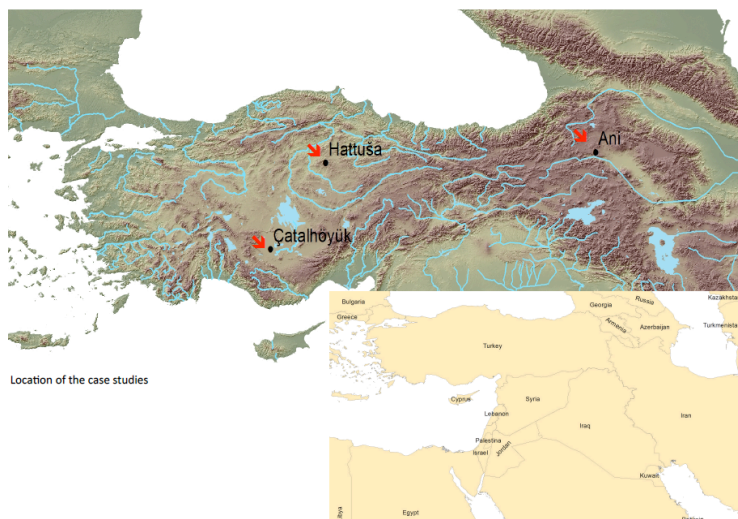 Hattuša
Ani
Çatalhöyük
Location of the case studies
Bulgaria
Greece
Georgia
Russia
Kazakhsta
Armenia
Azerbaijan
Turkmenista
Turkey
Cyprus
Syria
Lebanon
Iraq
Iran
Palestina
Israel
Jordan
Kuwait
Egypt